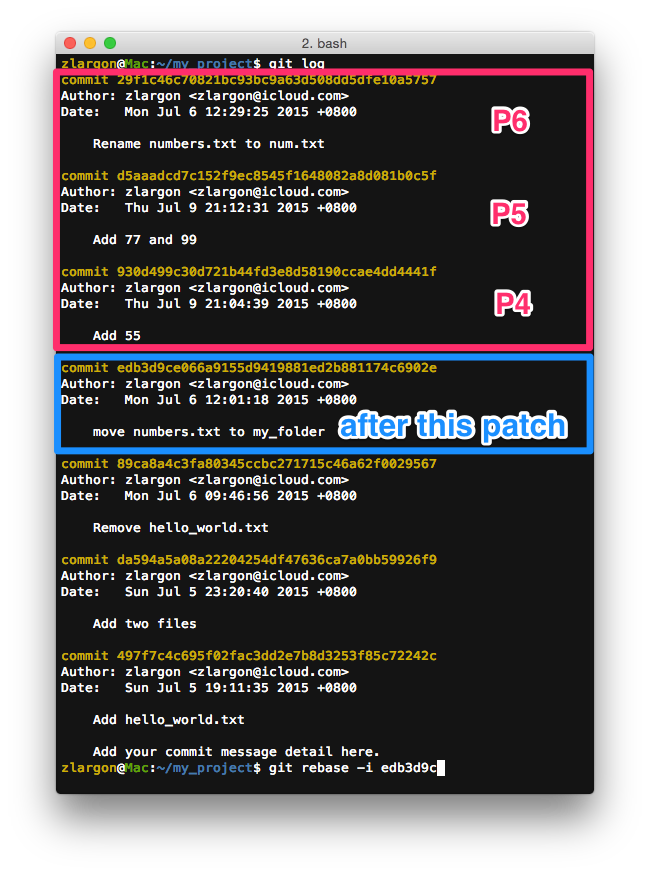 2. bash
zlargon@Mac:~/my_project$ git log
commit 29f1c46c70821bc93bc9a63d508dd5dfe10a5757
Author: zlargon <zlargon@icloud.com>
Date:   Mon Jul 6 12:29:25 2015 +0800
P6
Rename numbers.txt to num.txt
commit d5aaadcd7c152f9ec8545f1648082a8d081b0c5f
Author: zlargon <zlargon@icloud.com>
Date:   Thu Jul 9 21:12:31 2015 +0800
P5
Add 77 and 99
commit 930d499c30d721b44fd3e8d58190ccae4dd4441f
Author: zlargon <zlargon@icloud.com>
Date:   Thu Jul 9 21:04:39 2015 +0800
P4
Add 55
commit edb3d9ce066a9155d9419881ed2b881174c6902e
Author: zlargon <zlargon@icloud.com>
Date:   Mon Jul 6 12:01:18 2015 +0800
move numbers.txt to my_folder
after this patch
commit 89ca8a4c3fa80345ccbc271715c46a62f0029567
Author: zlargon <zlargon@icloud.com>
Date:   Mon Jul 6 09:46:56 2015 +0800
Remove hello_world.txt
commit da594a5a08a22204254df47636ca7a0bb59926f9
Author: zlargon <zlargon@icloud.com>
Date:   Sun Jul 5 23:20:40 2015 +0800
Add two files
commit 497f7c4c695f02fac3dd2e7b8d3253f85c72242c
Author: zlargon <zlargon@icloud.com>
Date:   Sun Jul 5 19:11:35 2015 +0800
Add hello_world.txt
Add your commit message detail here.
zlargon@Mac:~/my_project$ git rebase -i edb3d9c